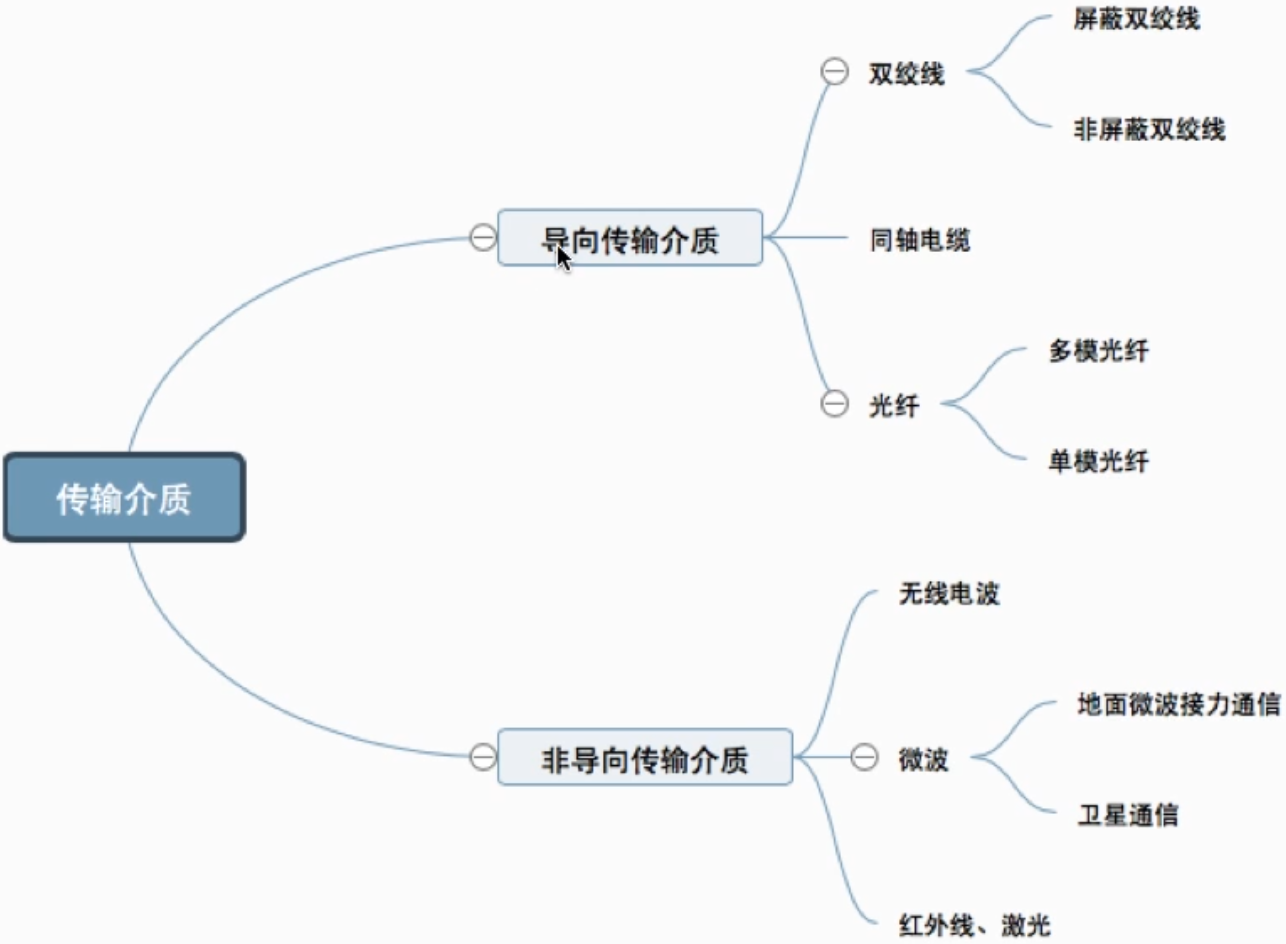 传输介质
导向传输介质
双绞线
屏蔽双绞线
非屏蔽双绞线
同轴电缆
光纤
多模光纤
单模光纤
非导向传输介质
无线电波
微波
地面微波接力通信
卫星通信
红外线、激光